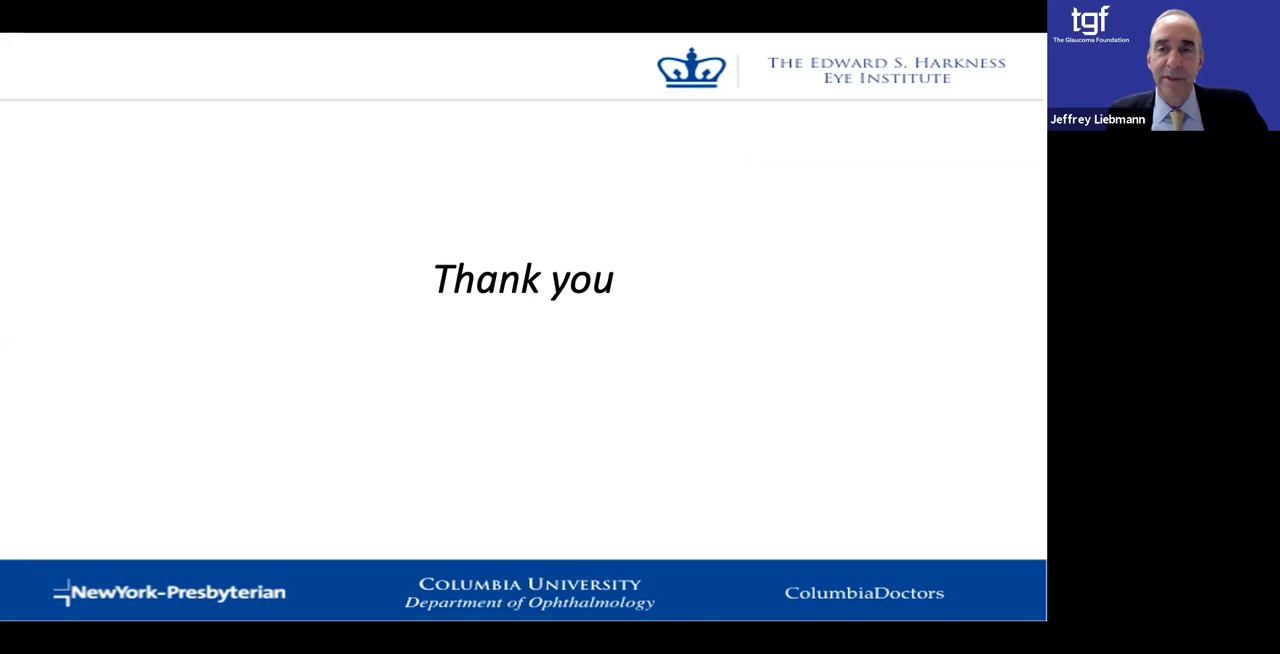 THE EDWARD S. HARKNESS
EYE INSTITUTE
Thank you
NewYork-Presbyterian
COLUMBIA UNIVERSITY
Department of Ophthalmology
ColumbiaDoctors
tgf
The Glaucoma Foundation
Jeffrey Liebmann